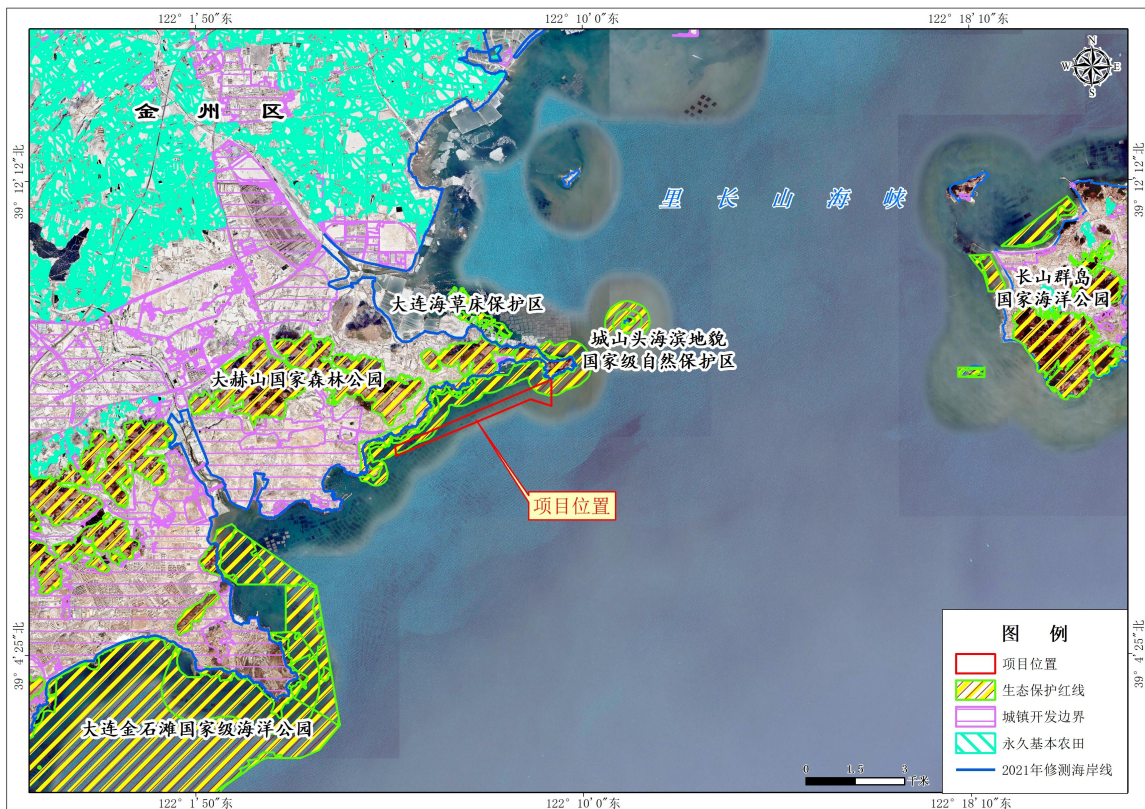 122° 1'50"东
122° 10'0"东
122° 18'10"东
N
W
E
S
金州区
39° 12'12"北
39° 12'12"北
里长山海峡
长山群岛
国家海洋公园
大连海草床保护区
城山头海滨地貌
国家级自然保护区
大赫山国家森林公园
项目位置
39° 4'25"北
39° 4'25"北
大连金石滩国家级海洋公园
图例
项目位置
生态保护红线
城镇开发边界
永久基本农田
2021年修测海岸线
0 1.5 3
千米
122° 1'50"东
122° 10'0"东
122° 18'10"东